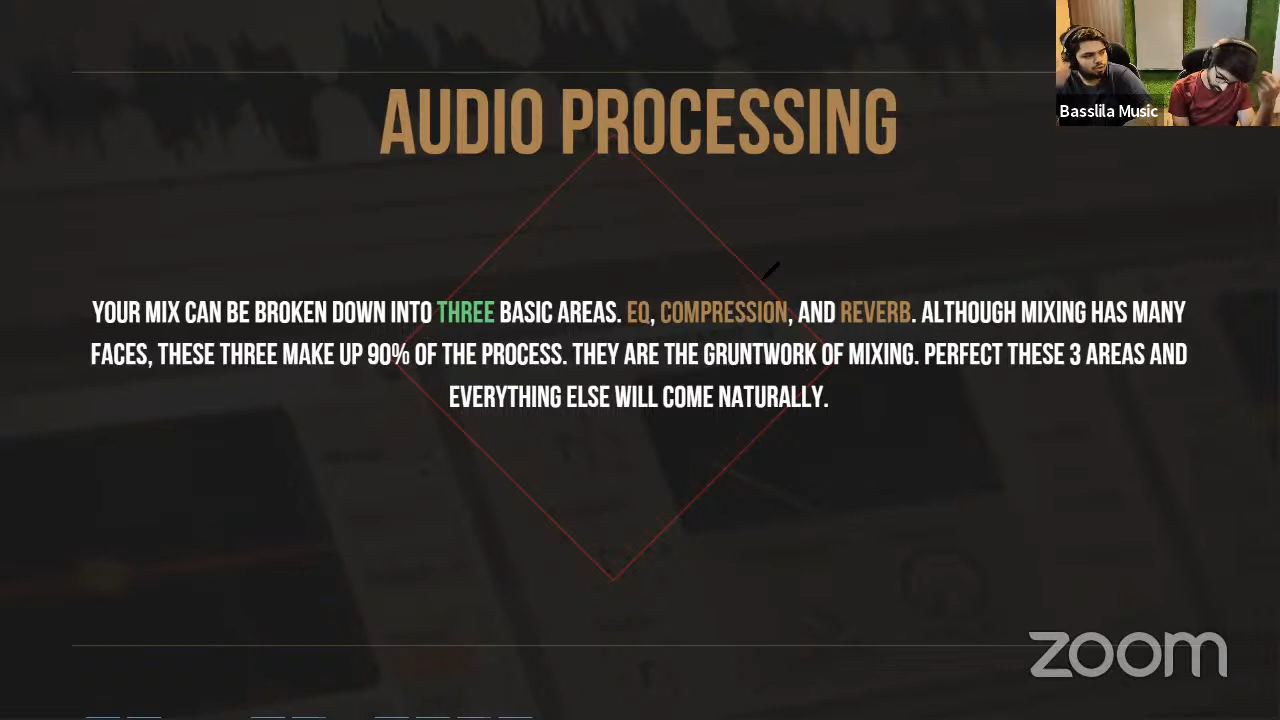 AUDIO PROCESSING
Basslila Music
YOUR MIX CAN BE BROKEN DOWN INTO THREE BASIC AREAS. EQ, COMPRESSION, AND REVERB. ALTHOUGH MIXING HAS MANY
FACES, THESE THREE MAKE UP 90% OF THE PROCESS. THEY ARE THE GRUNTWORK OF MIXING. PERFECT THESE 3 AREAS AND
EVERYTHING ELSE WILL COME NATURALLY.
zoom